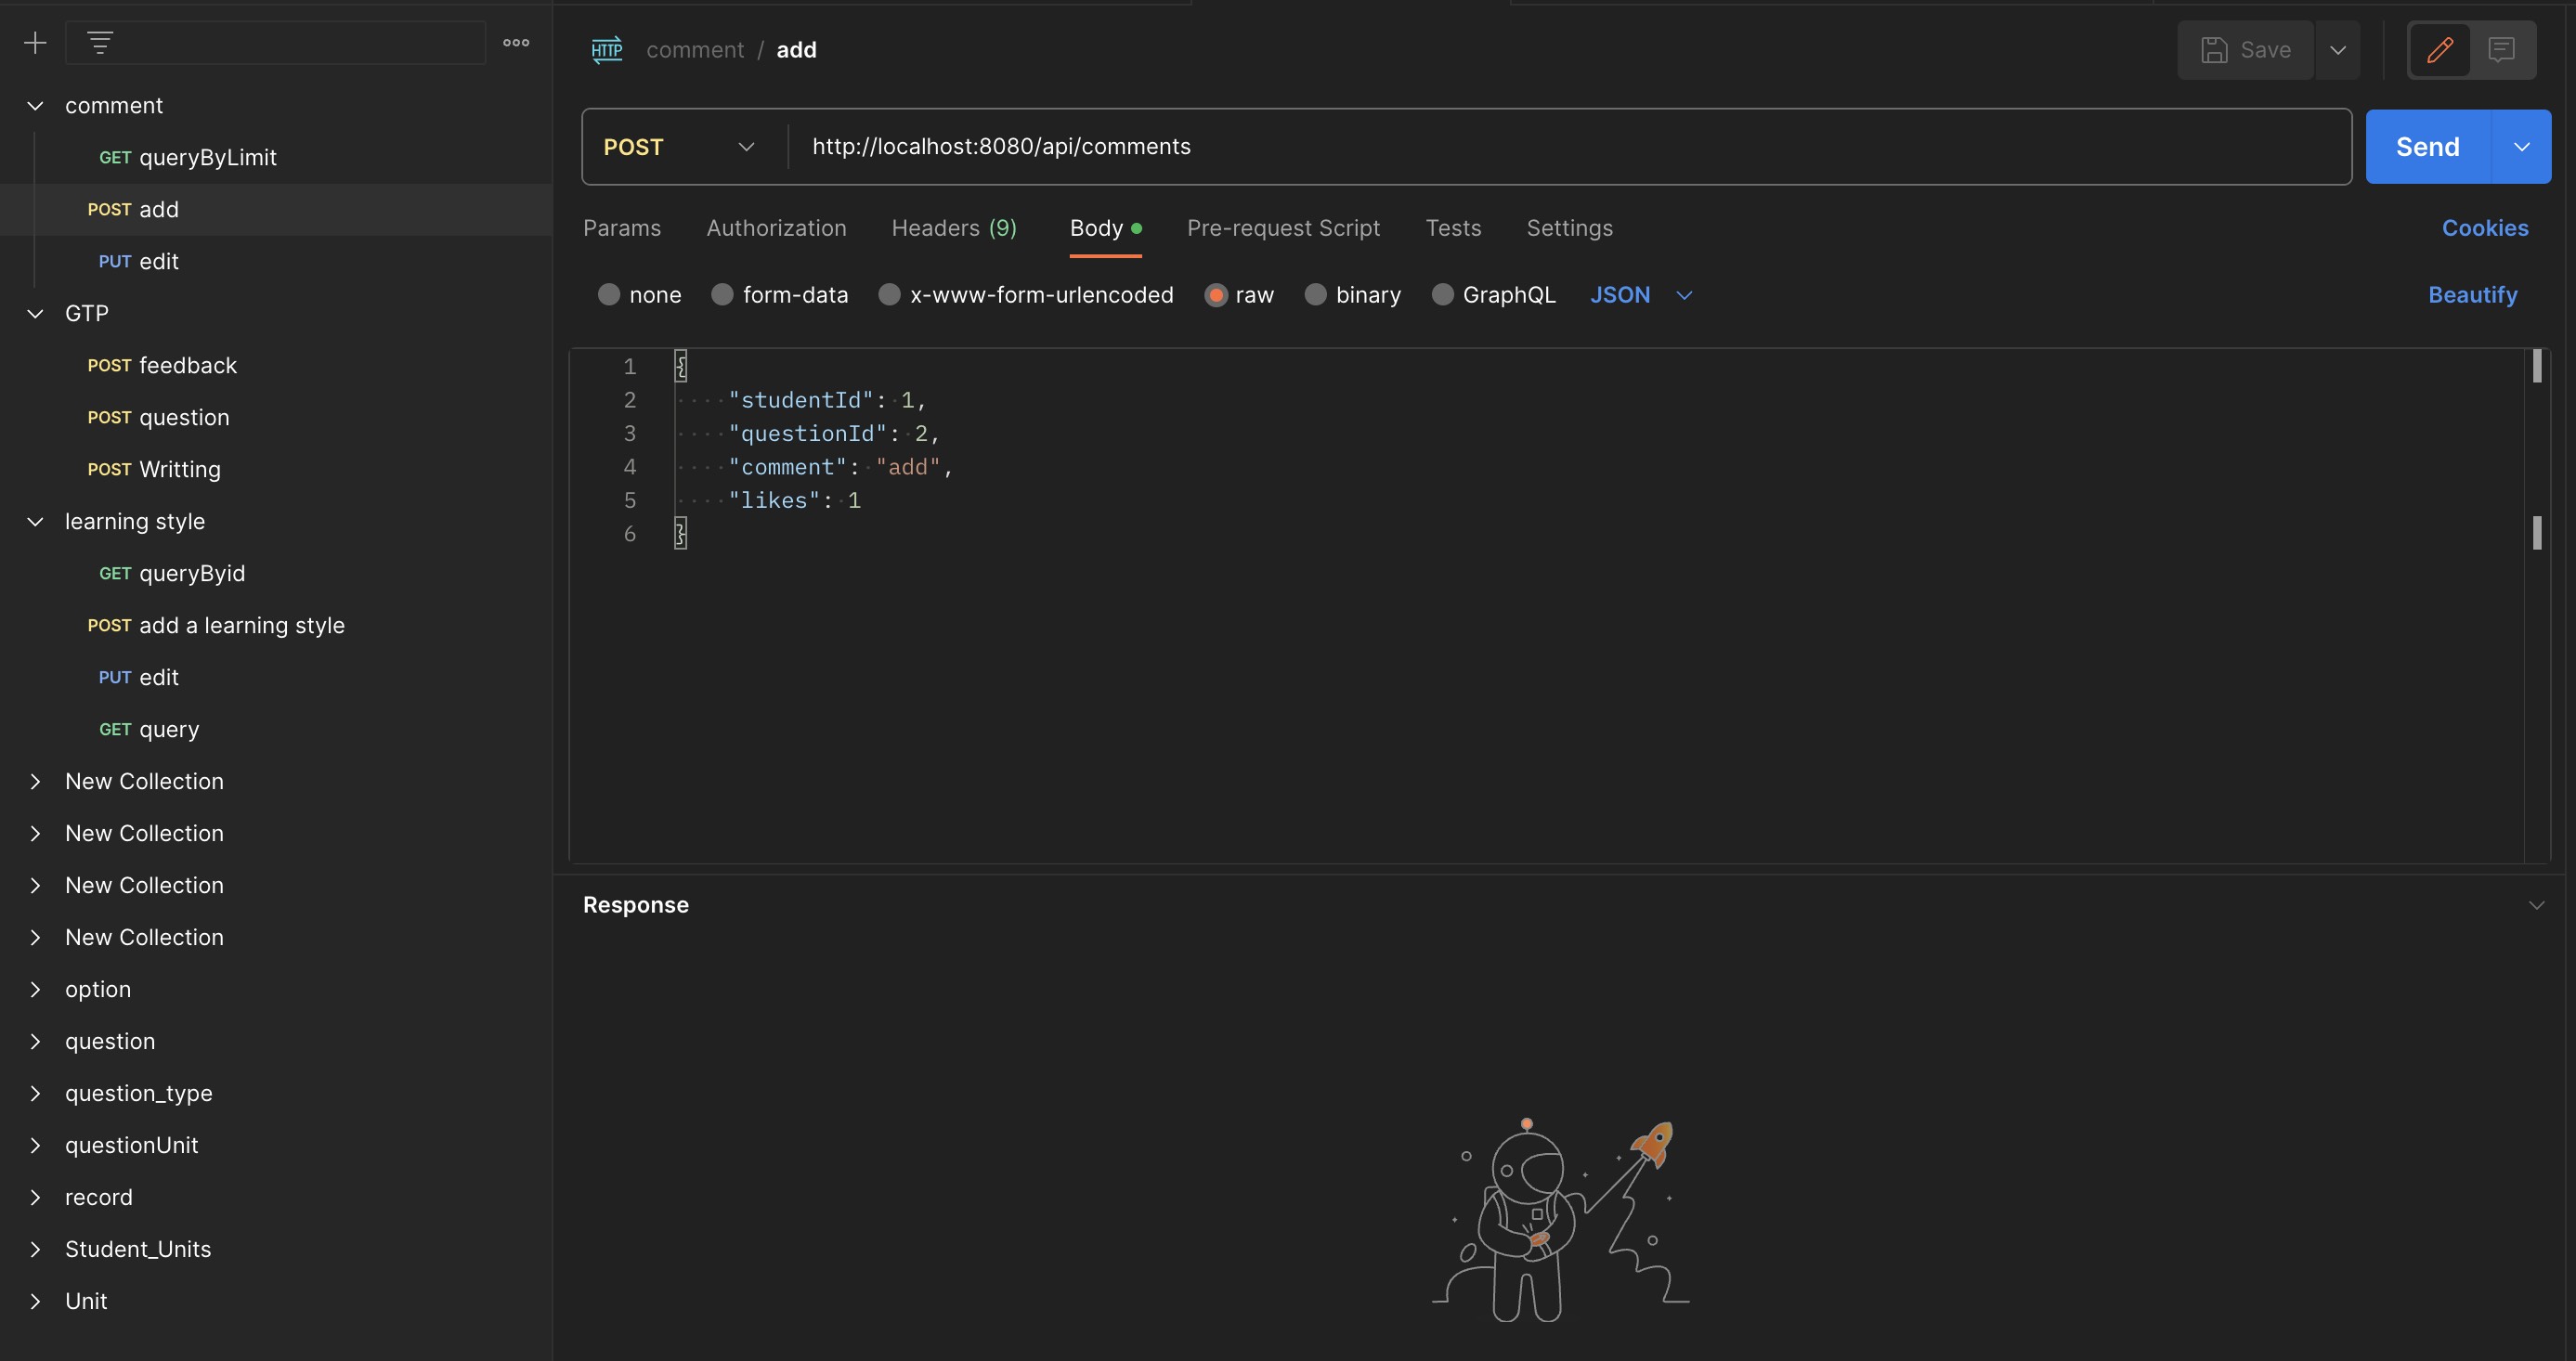 comment
GET queryByLimit
POST add
PUT edit
GTP
POST feedback
POST question
POST Writting
learning style
GET queryByid
POST add a learning style
PUT edit
GET query
New Collection
New Collection
New Collection
New Collection
option
question
question_type
questionUnit
record
Student_Units
Unit
HTTP comment / add
Save
POST http://localhost:8080/api/comments
Send
Params Authorization Headers (9) Body Pre-request Script Tests Settings
Cookies
none form-data x-www-form-urlencoded raw binary GraphQL JSON
Beautify
1 {
2 "studentId": 1,
3 "questionId": 2,
4 "comment": "add",
5 "likes": 1
6 }
Response